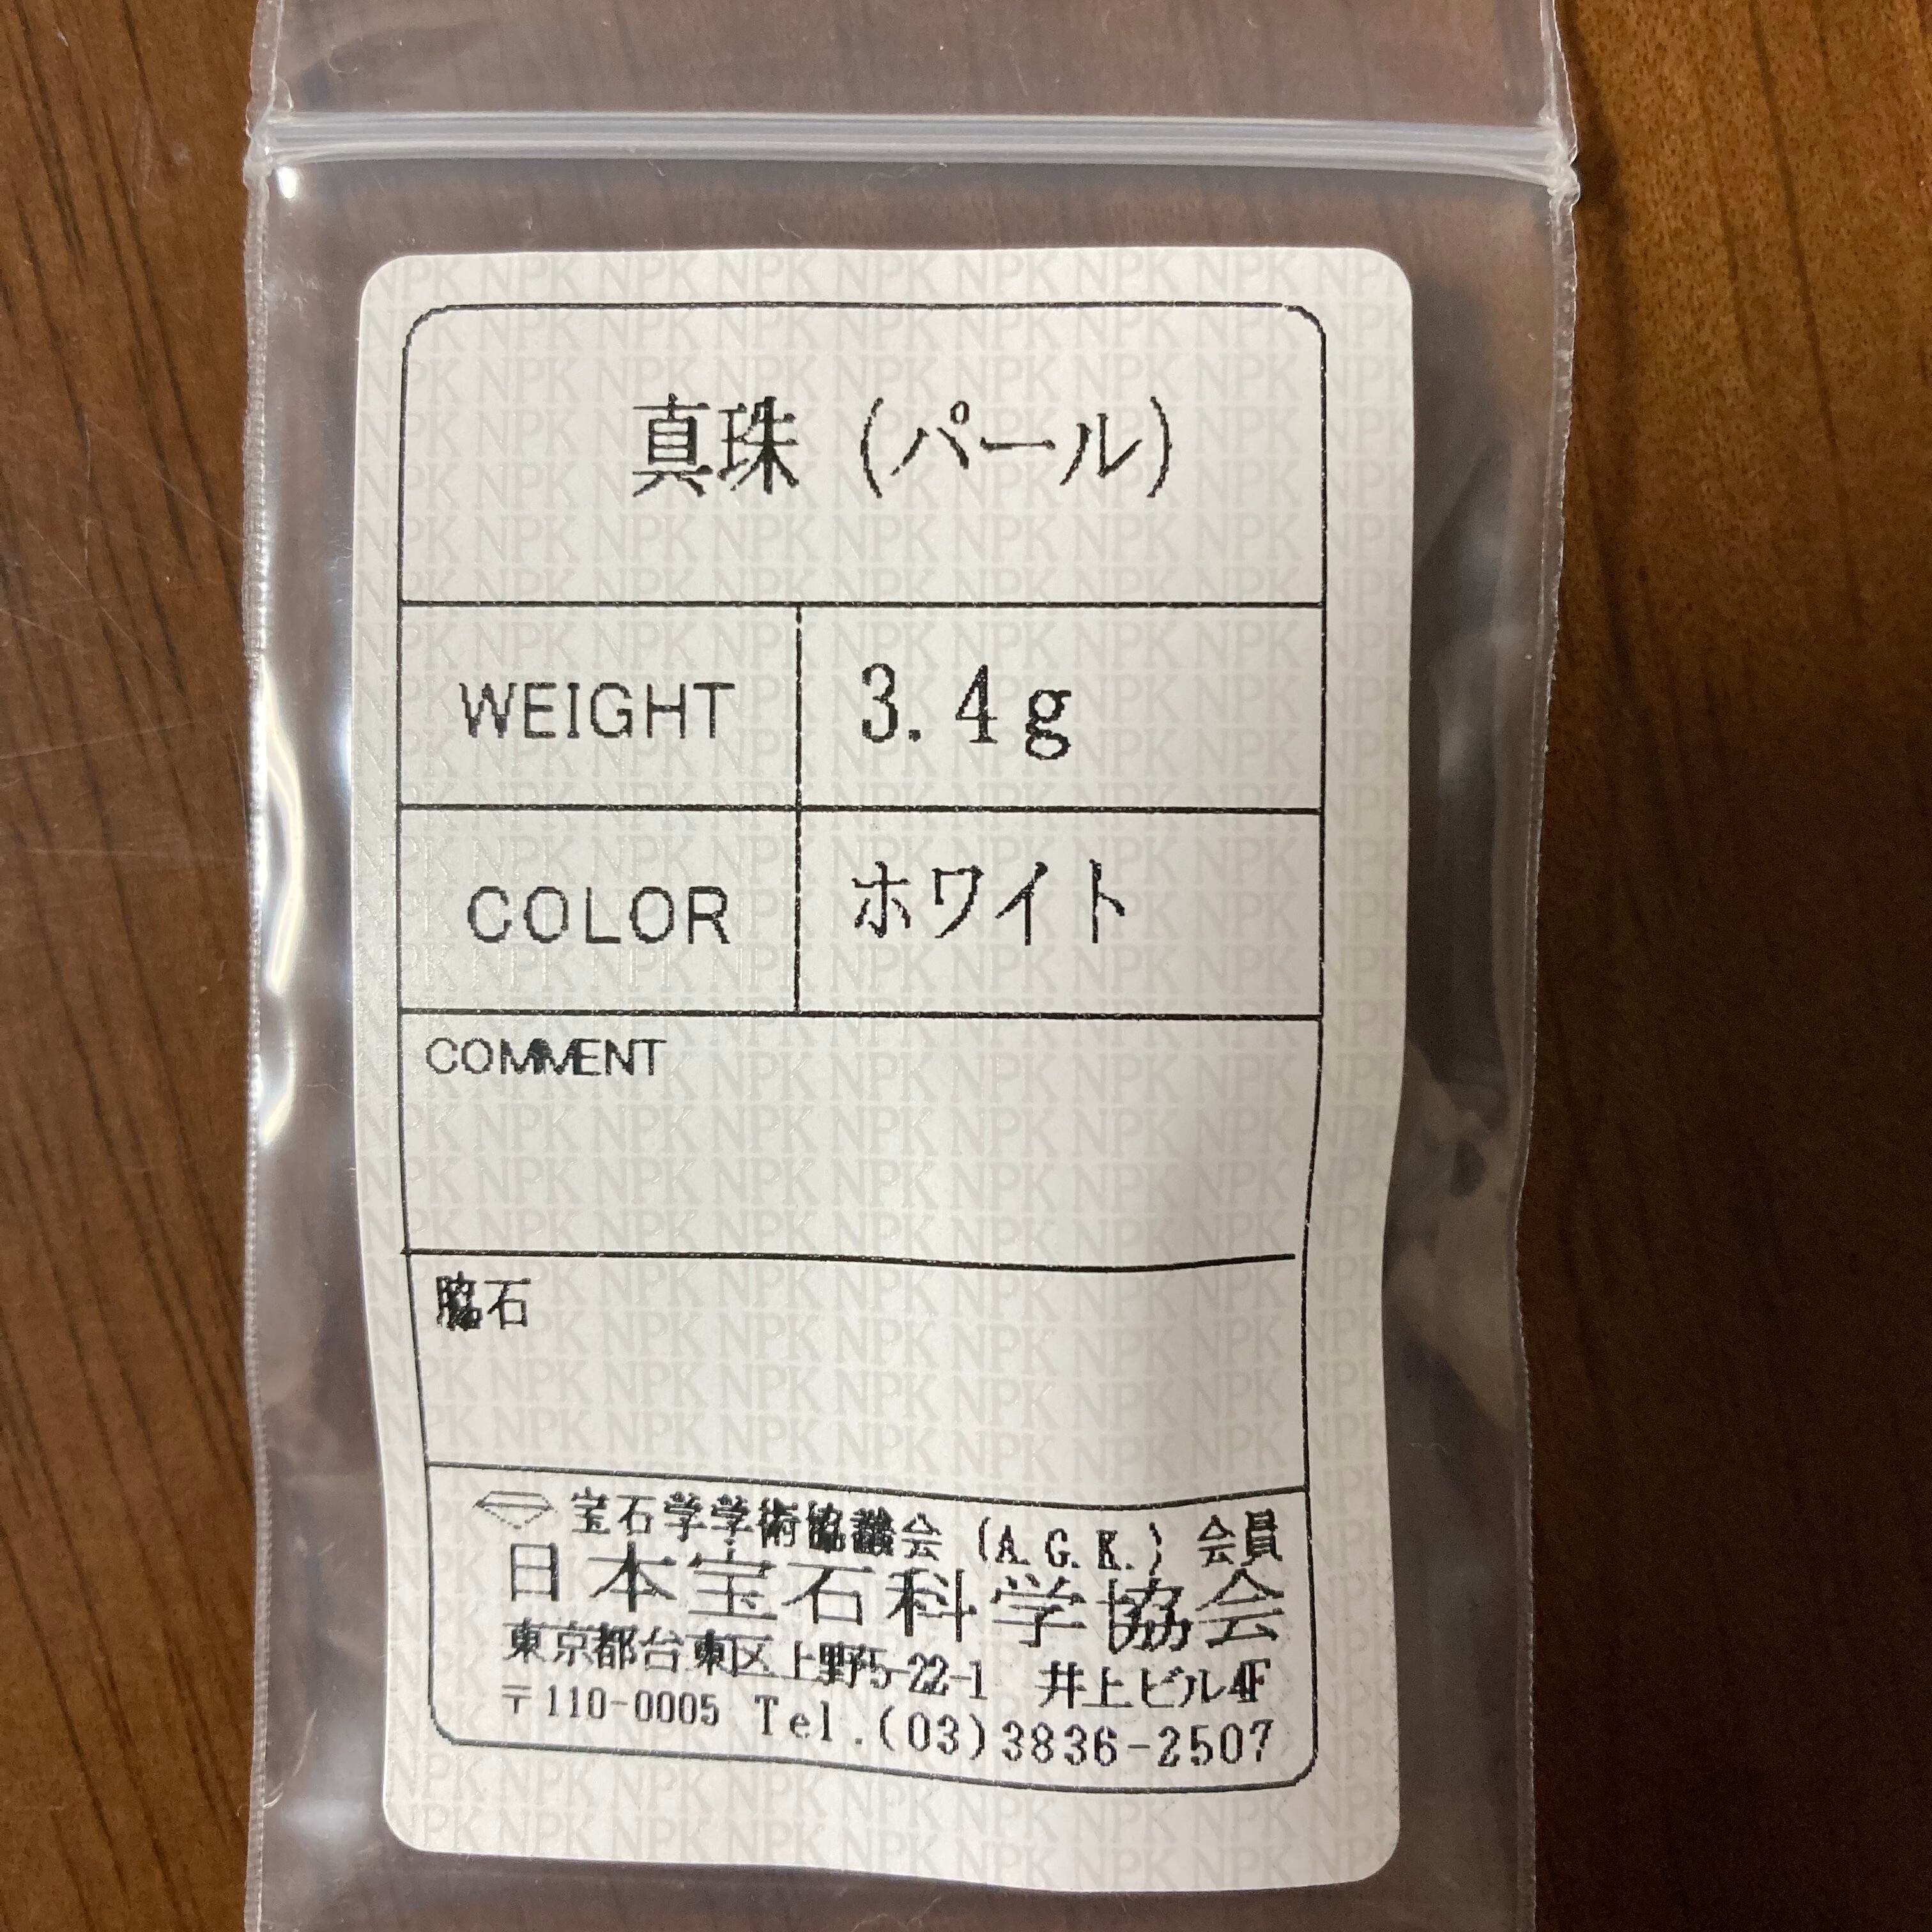 真珠 (パール)
WEIGHT 3.4g
COLOR ホワイト
COMMENT
脇石
宝石学学術協議会 (A.G.K.) 会員
日本宝石科学協会
東京都台東区上野5-22-1 井上ビル4F
〒110-0005 Tel.(03)3836-2507